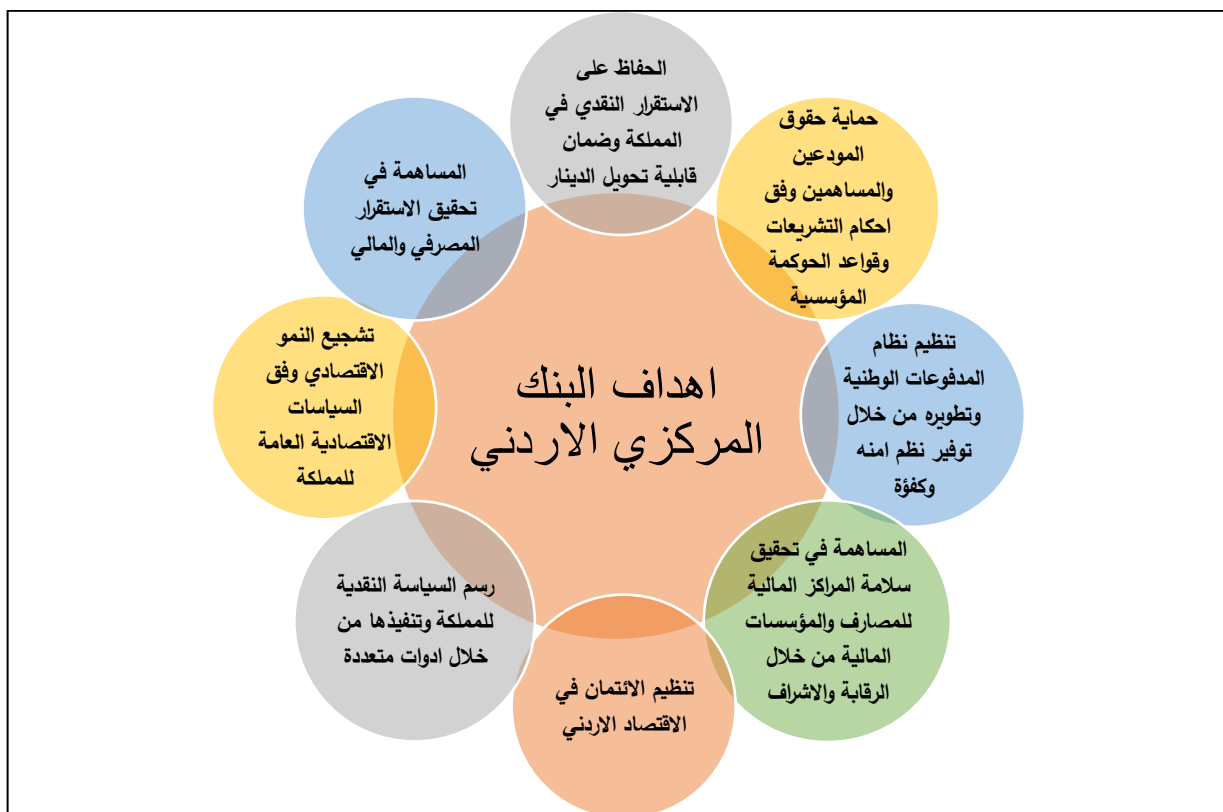 اهداف البنك
المركزي الاردني
الحفاظ على
الاستقرار النقدي في
المملكة وضمان
قابلية تحويل الدينار
حماية حقوق
المودعين
والمساهمين وفق
احكام التشريعات
وقواعد الحوكمة
المؤسسية
تنظيم نظام
المدفوعات الوطنية
وتطويره من خلال
توفير نظم امنه
وكفؤة
المساهمة في تحقيق
سلامة المراكز المالية
للمصارف والمؤسسات
المالية من خلال
الرقابة والاشراف
تنظيم الائتمان في
الاقتصاد الاردني
رسم السياسة النقدية
للمملكة وتنفيذها من
خلال ادوات متعددة
تشجيع النمو
الاقتصادي وفق
السياسات
الاقتصادية العامة
للمملكة
المساهمة في
تحقيق الاستقرار
المصرفي والمالي